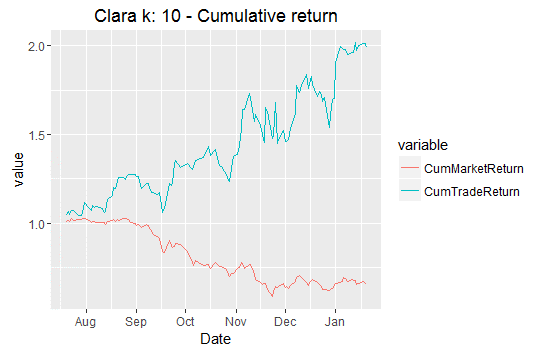 Clara k: 10 - Cumulative return
2.0
1.5
1.0
value
Aug Sep Oct Nov Dec Jan
Date
variable
CumMarketReturn
CumTradeReturn